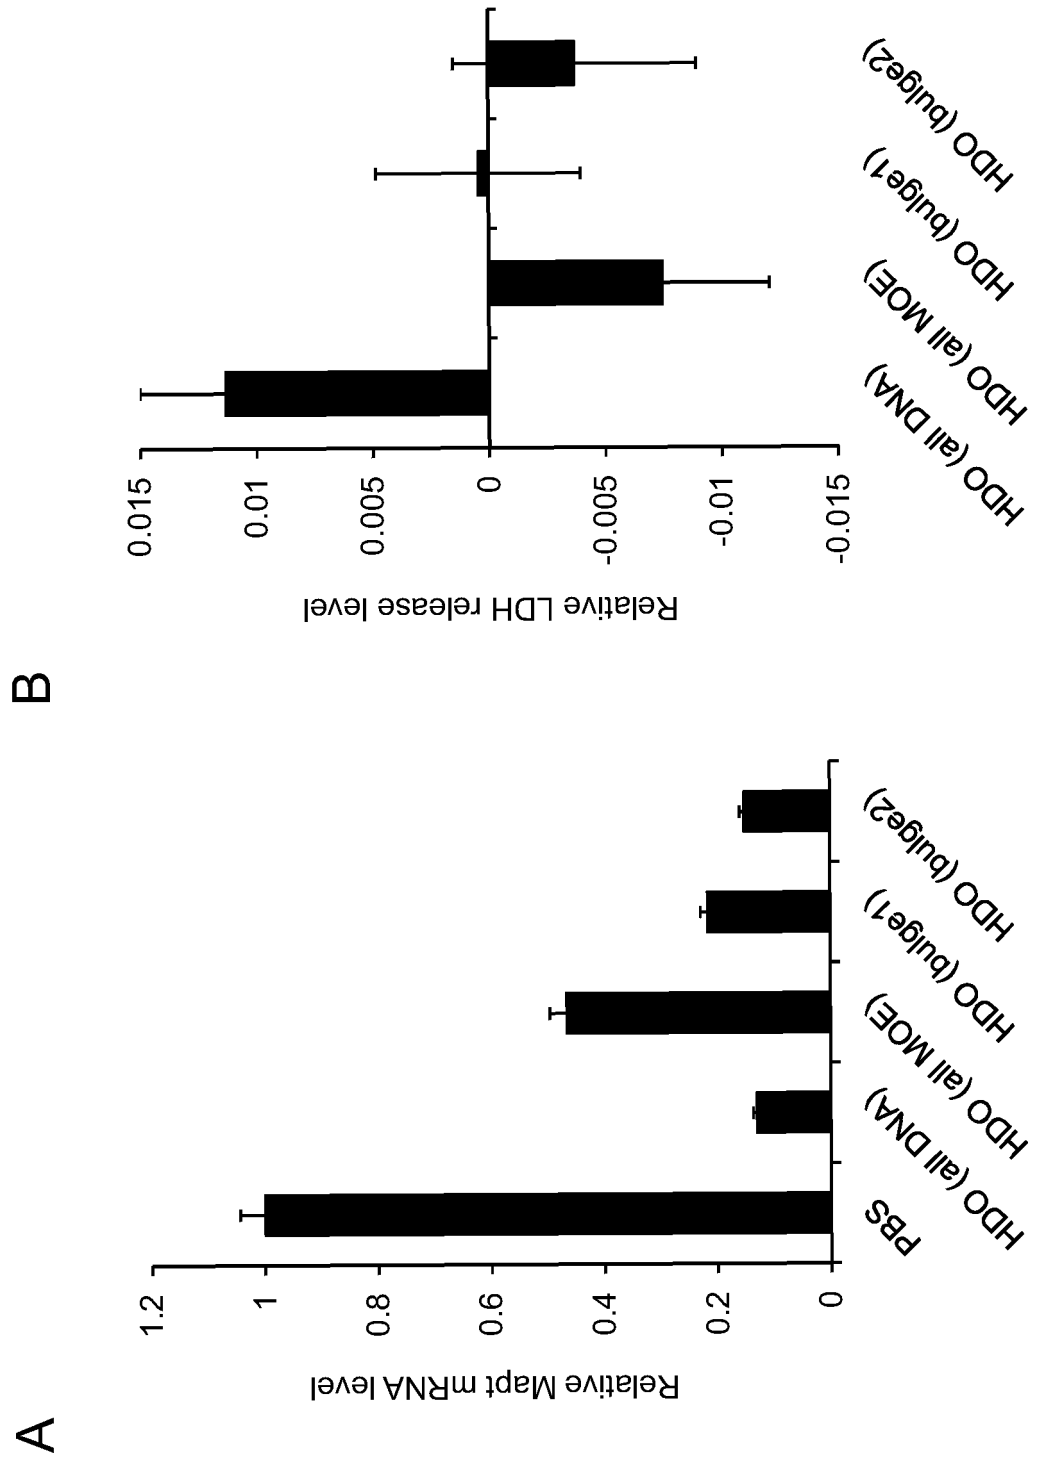 A
Relative Mapt mRNA level
1.2
1
0.8
0.6
0.4
0.2
0
PBS
HDO (all DNA)
HDO (all MOE)
HDO (bulge1)
HDO (bulge2)
B
Relative LDH release level
0.015
0.01
0.005
0
-0.005
-0.01
-0.015
HDO (all DNA)
HDO (all MOE)
HDO (bulge1)
HDO (bulge2)